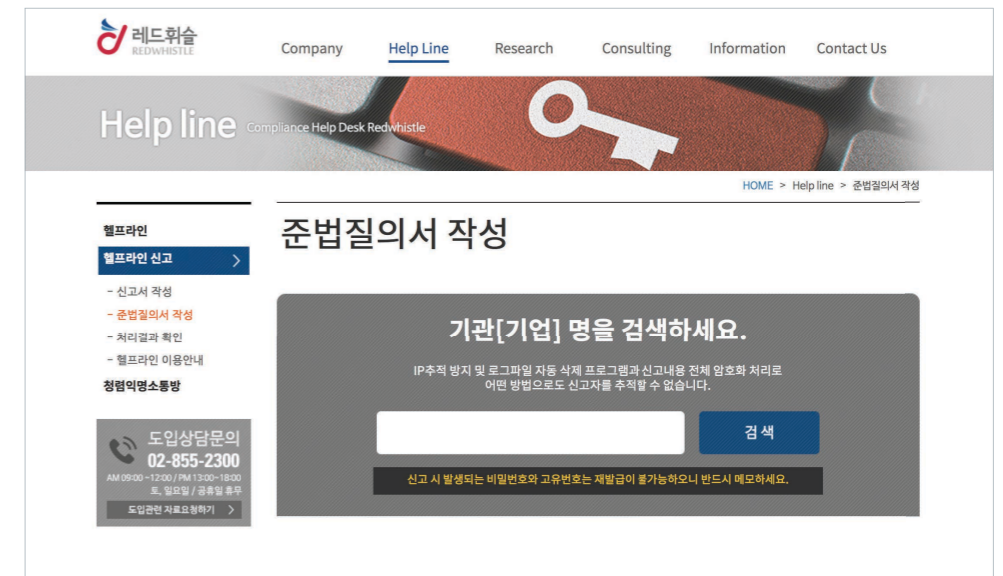 레드휘슬
REDWHISTLE
Company Help Line Research Consulting Information Contact Us
Help line Compliance Help Desk Redwhistle
HOME > Help line > 준법질의서 작성
헬프라인
헬프라인 신고 >
- 신고서 작성
- 준법질의서 작성
- 처리결과 확인
- 헬프라인 이용안내
청렴익명소통방
도입상담문의
02-855-2300
AM 09:00 ~12:00 / PM 13:00~18:00
토, 일요일 / 공휴일 휴무
도입관련 자료요청하기 >
준법질의서 작성
기관[기업] 명을 검색하세요.
IP추적 방지 및 로그파일 자동 삭제 프로그램과 신고내용 전체 암호화 처리로
어떤 방법으로도 신고자를 추적할 수 없습니다.
검색
신고 시 발생되는 비밀번호와 고유번호는 재발급이 불가능하오니 반드시 메모하세요.